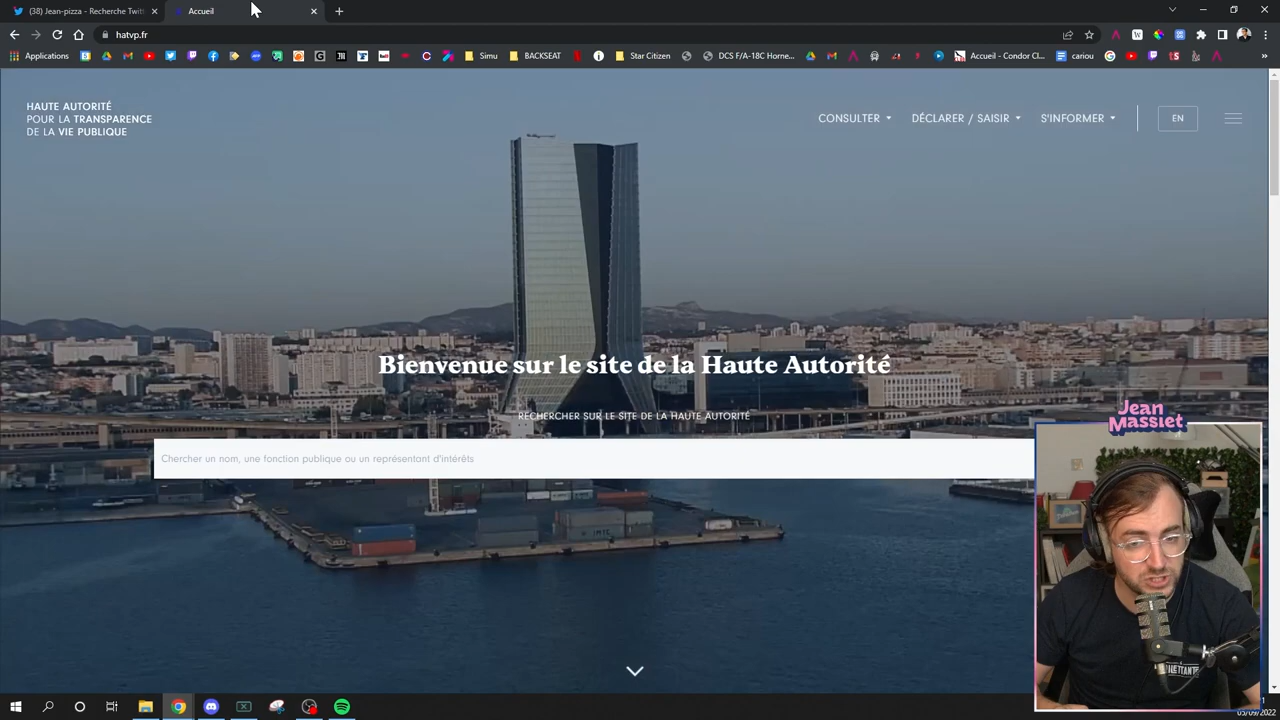 (38) Jean-pizza - Recherche Twit
Accueil
hatvp.fr
Applications
Simu
BACKSEAT
Star Citizen
DCS F/A-18C Horne...
Accueil - Condor Cl...
cariou
HAUTE AUTORITÉ
POUR LA TRANSPARENCE
DE LA VIE PUBLIQUE
CONSULTER
DÉCLARER / SAISIR
S'INFORMER
EN
Bienvenue sur le site de la Haute Autorité
RECHERCHER SUR LE SITE DE LA HAUTE AUTORITÉ
Chercher un nom, une fonction publique ou un représentant d'intérêts
Jean
Massiet
05/09/2022